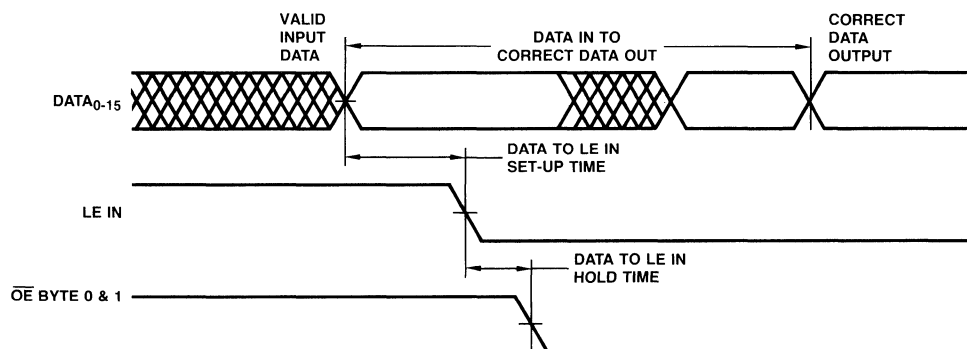 VALID
INPUT
DATA
DATA IN TO
CORRECT DATA OUT
CORRECT
DATA
OUTPUT
DATA0-15
DATA TO LE IN
SET-UP TIME
LE IN
DATA TO LE IN
HOLD TIME
OE BYTE 0 & 1